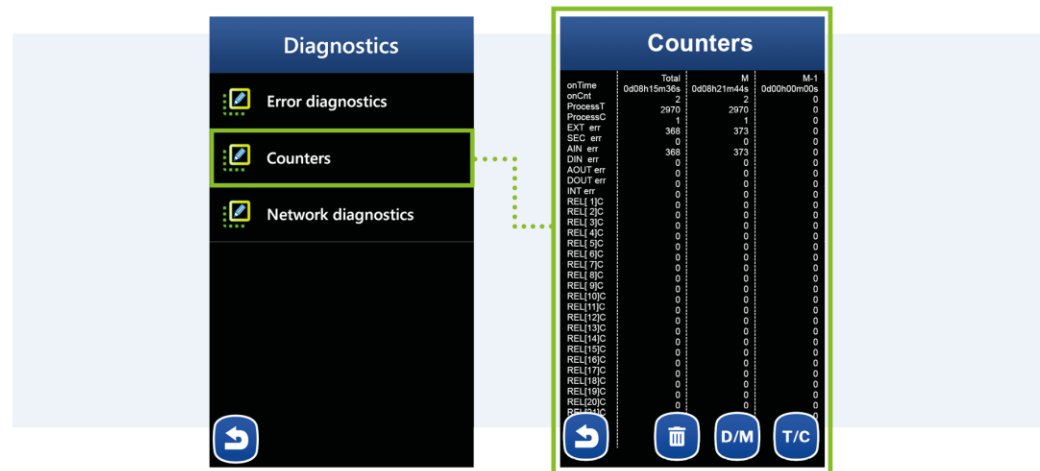 Diagnostics
Error diagnostics
Counters
Network diagnostics
Counters
Total M M-1
onTime 0d08h15m36s 0d08h21m44s 0d00h00m00s
onCnt 2 2 0
ProcessT 2970 2970 0
ProcessC 1 1 0
EXT err 368 373 0
SEC err 0 0 0
AIN err 368 373 0
DIN err 0 0 0
AOUT err 0 0 0
DOUT err 0 0 0
INT err 0 0 0
REL[ 1]C 0 0 0
REL[ 2]C 0 0 0
REL[ 3]C 0 0 0
REL[ 4]C 0 0 0
REL[ 5]C 0 0 0
REL[ 6]C 0 0 0
REL[ 7]C 0 0 0
REL[ 8]C 0 0 0
REL[ 9]C 0 0 0
REL[10]C 0 0 0
REL[11]C 0 0 0
REL[12]C 0 0 0
REL[13]C 0 0 0
REL[14]C 0 0 0
REL[15]C 0 0 0
REL[16]C 0 0 0
REL[17]C 0 0 0
REL[18]C 0 0 0
REL[19]C 0 0 0
REL[20]C 0 0 0
D/M T/C